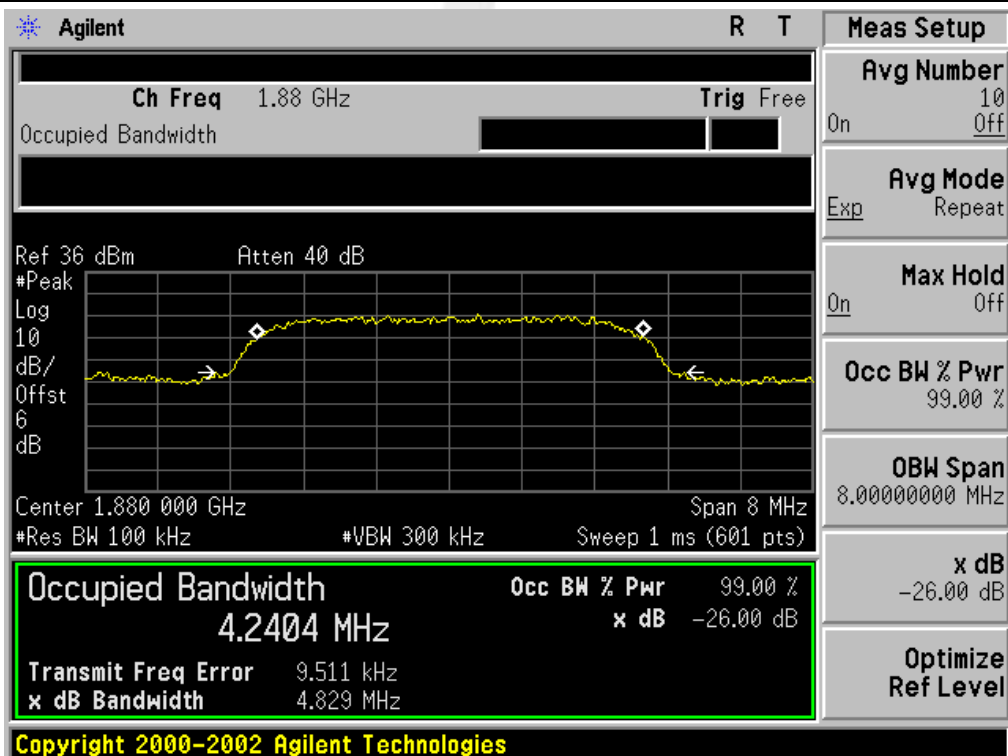 Agilent R T Meas Setup
Ch Freq 1.88 GHz Trig Free
Occupied Bandwidth
Ref 36 dBm Atten 40 dB
#Peak
Log
10
dB/
Offst
6
dB
Center 1.880 000 GHz Span 8 MHz
#Res BW 100 kHz #VBW 300 kHz Sweep 1 ms (601 pts)
Occupied Bandwidth
4.2404 MHz
Occ BW % Pwr 99.00 %
x dB -26.00 dB
Transmit Freq Error 9.511 kHz
x dB Bandwidth 4.829 MHz
Avg Number
10
On Off
Avg Mode
Exp Repeat
Max Hold
On Off
Occ BW % Pwr
99.00 %
OBW Span
8.00000000 MHz
x dB
-26.00 dB
Optimize
Ref Level
Copyright 2000-2002 Agilent Technologies